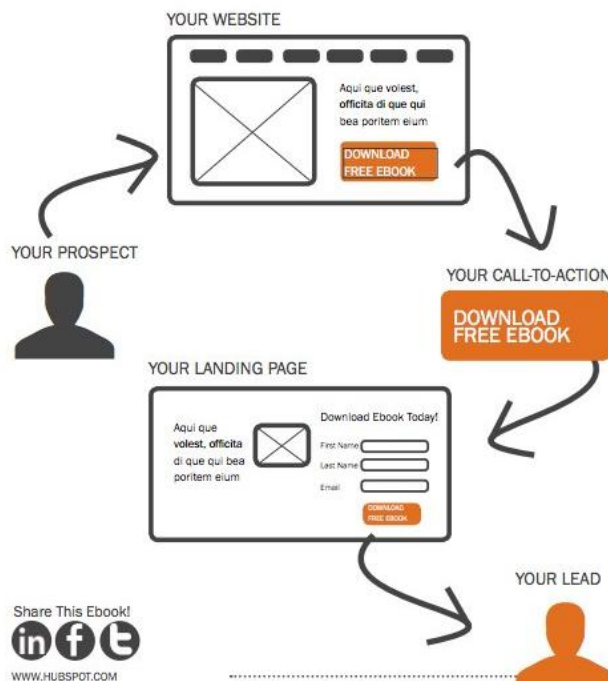 YOUR WEBSITE
Aqui que volest,
officita di que qui
bea poritem eium
DOWNLOAD
FREE EBOOK
YOUR PROSPECT
YOUR CALL-TO-ACTION
DOWNLOAD
FREE EBOOK
YOUR LANDING PAGE
Aqui que
volest, officita
di que qui bea
poritem eium
Download Ebook Today!
First Name
Last Name
Email
DOWNLOAD
FREE EBOOK
YOUR LEAD
Share This Ebook!
in f t
WWW.HUBSPOT.COM